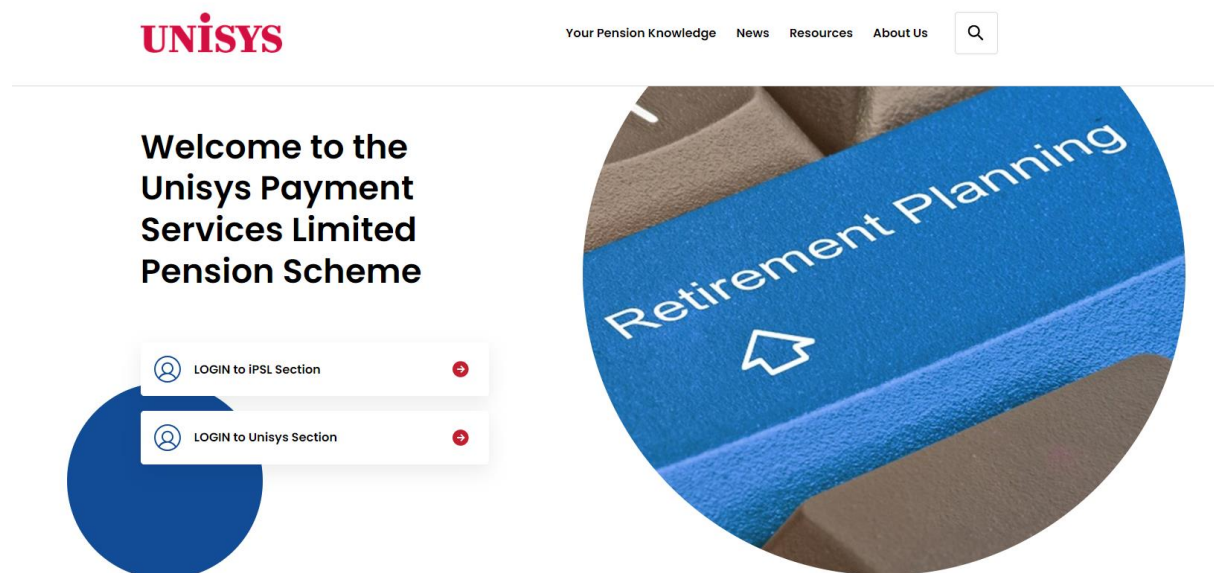 UNiSYS
Your Pension Knowledge News Resources About Us
Welcome to the
Unisys Payment
Services Limited
Pension Scheme
LOGIN to iPSL Section
LOGIN to Unisys Section
Retirement Planning